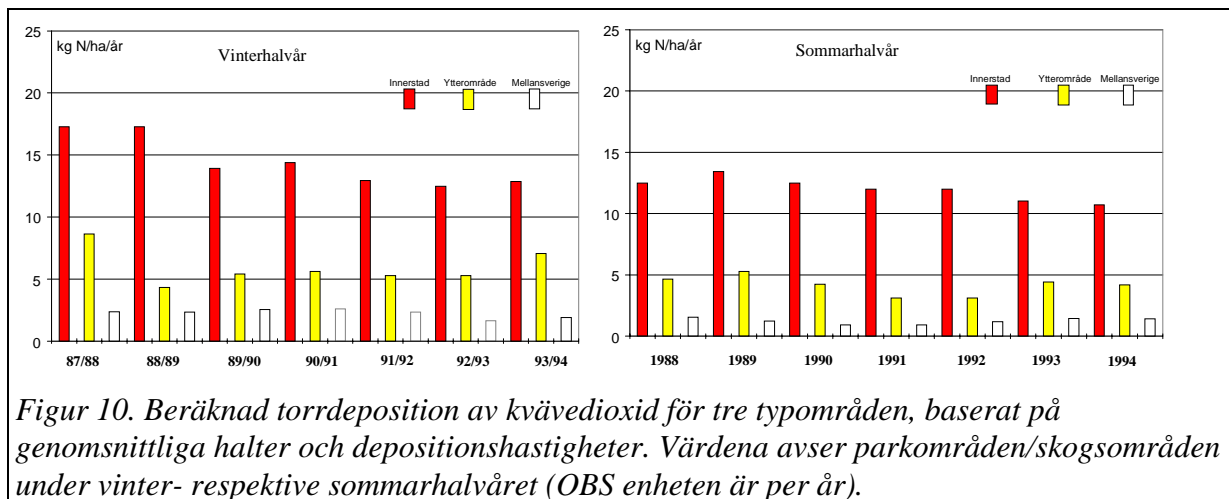 kg N/ha/år
Vinterhalvår
Innerstad Ytterområde Mellansverige
25
20
15
10
5
0
87/88 88/89 89/90 90/91 91/92 92/93 93/94
kg N/ha/år
Sommarhalvår
Innerstad Ytterområde Mellansverige
25
20
15
10
5
0
1988 1989 1990 1991 1992 1993 1994
Figur 10. Beräknad torrdeposition av kvävedioxid för tre typområden, baserat på
genomsnittliga halter och depositionshastigheter. Värdena avser parkområden/skogsområden
under vinter- respektive sommarhalvåret (OBS enheten är per år).